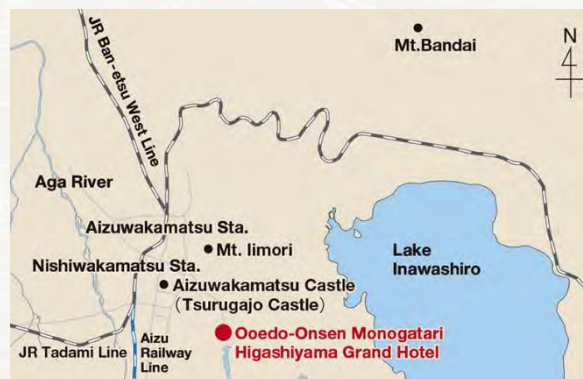 Mt.Bandai
N
JR Ban-etsu West Line
Aga River
Aizuwakamatsu Sta.
Mt. Iimori
Lake
Inawashiro
Nishiwakamatsu Sta.
Aizuwakamatsu Castle
(Tsurugajo Castle)
Ooedo-Onsen Monogatari
Higashiyama Grand Hotel
JR Tadami Line
Aizu
Railway
Line